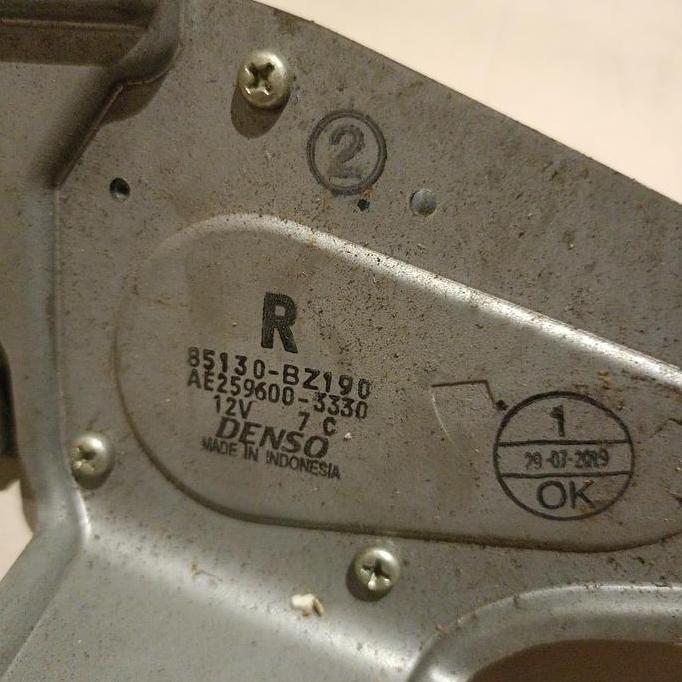 2
R
85130-BZ190
AE259600-3330
12V 7 C
DENSO
MADE IN INDONESIA
1
29-07-2019
OK